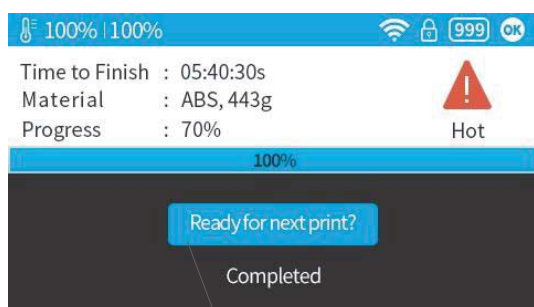 100% | 100% 999 OK
Time to Finish : 05:40:30s
Material : ABS, 443g
Progress : 70%
Hot
100%
Ready for next print?
Completed